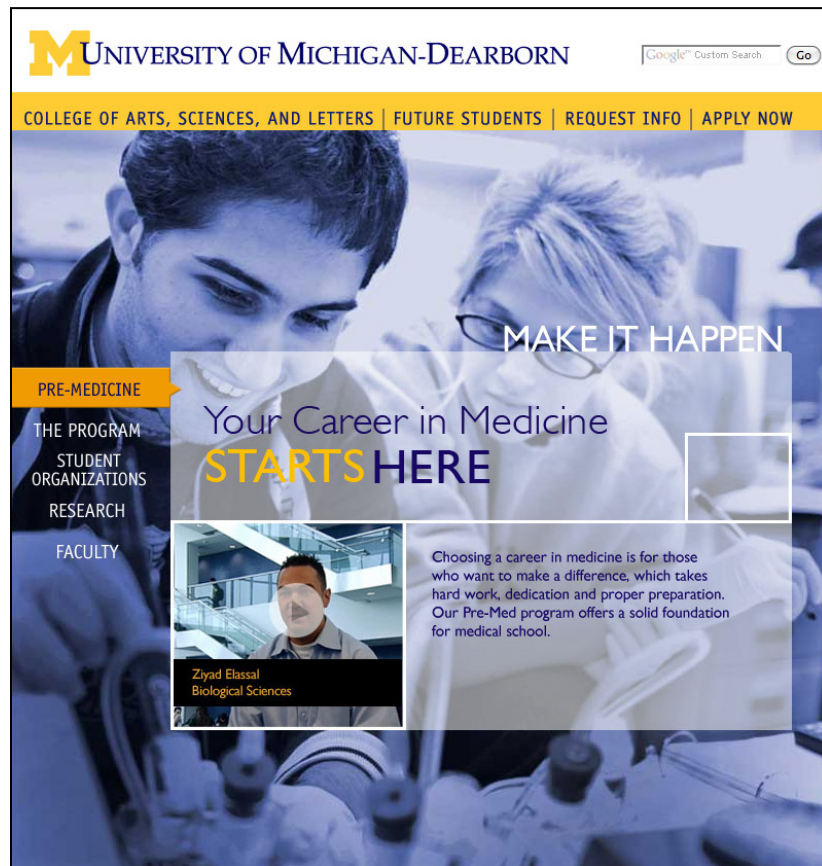 M UNIVERSITY OF MICHIGAN-DEARBORN
Google™ Custom Search Go
COLLEGE OF ARTS, SCIENCES, AND LETTERS | FUTURE STUDENTS | REQUEST INFO | APPLY NOW
MAKE IT HAPPEN
PRE-MEDICINE
THE PROGRAM
STUDENT
ORGANIZATIONS
RESEARCH
FACULTY
Your Career in Medicine
STARTS HERE
Ziyad Elassal
Biological Sciences
Choosing a career in medicine is for those
who want to make a difference, which takes
hard work, dedication and proper preparation.
Our Pre-Med program offers a solid foundation
for medical school.